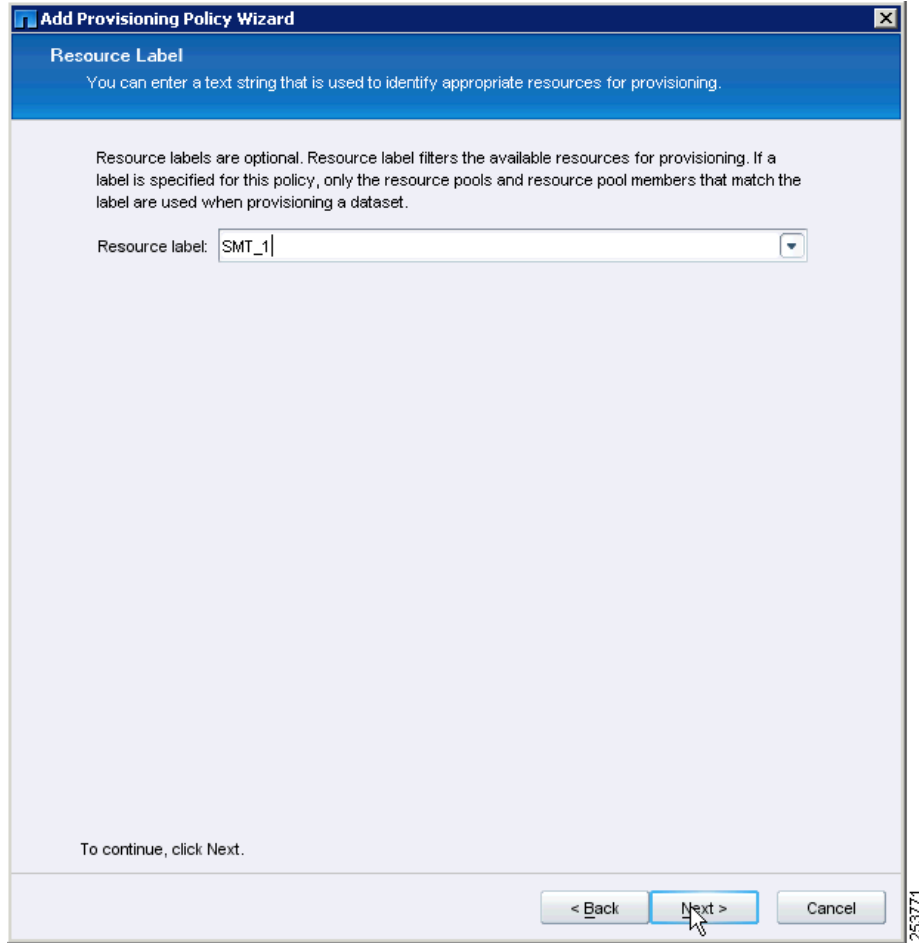 Add Provisioning Policy Wizard
Resource Label
You can enter a text string that is used to identify appropriate resources for provisioning.
Resource labels are optional. Resource label filters the available resources for provisioning. If a
label is specified for this policy, only the resource pools and resource pool members that match the
label are used when provisioning a dataset.
Resource label: SMT_1
To continue, click Next.
< Back Next > Cancel
253771